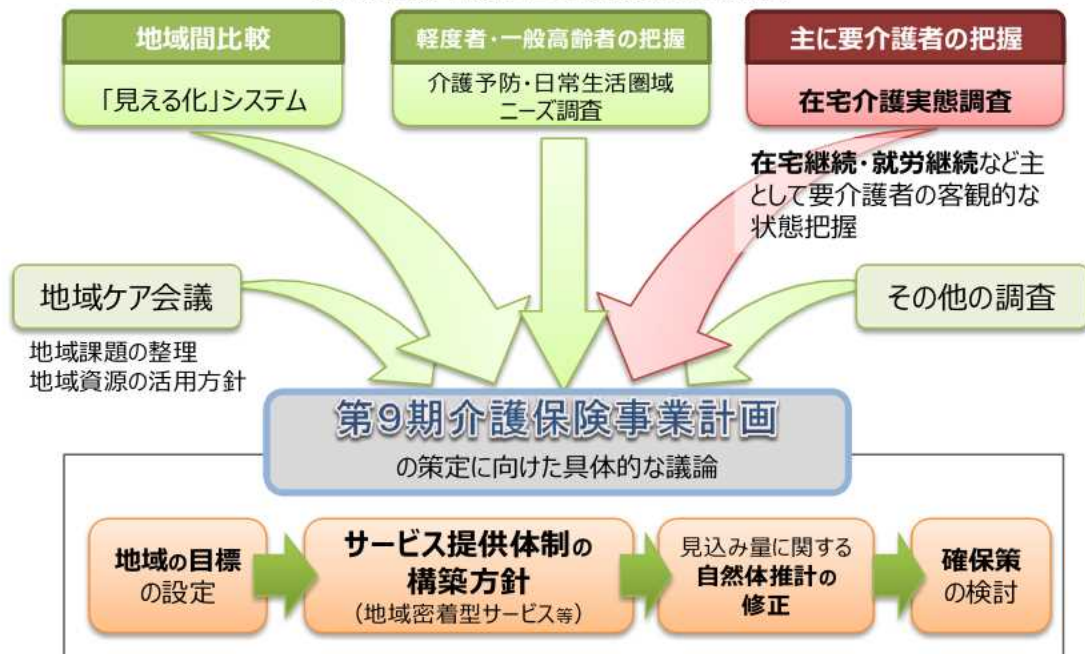 地域間比較
「見える化」システム
軽度者・一般高齢者の把握
介護予防・日常生活圏域
ニーズ調査
主に要介護者の把握
在宅介護実態調査
在宅継続・就労継続など主
として要介護者の客観的な
状態把握
地域ケア会議
地域課題の整理
地域資源の活用方針
その他の調査
第9期介護保険事業計画
の策定に向けた具体的な議論
地域の目標
の設定
サービス提供体制の
構築方針
（地域密着型サービス等）
見込み量に関する
自然体推計の
修正
確保策
の検討